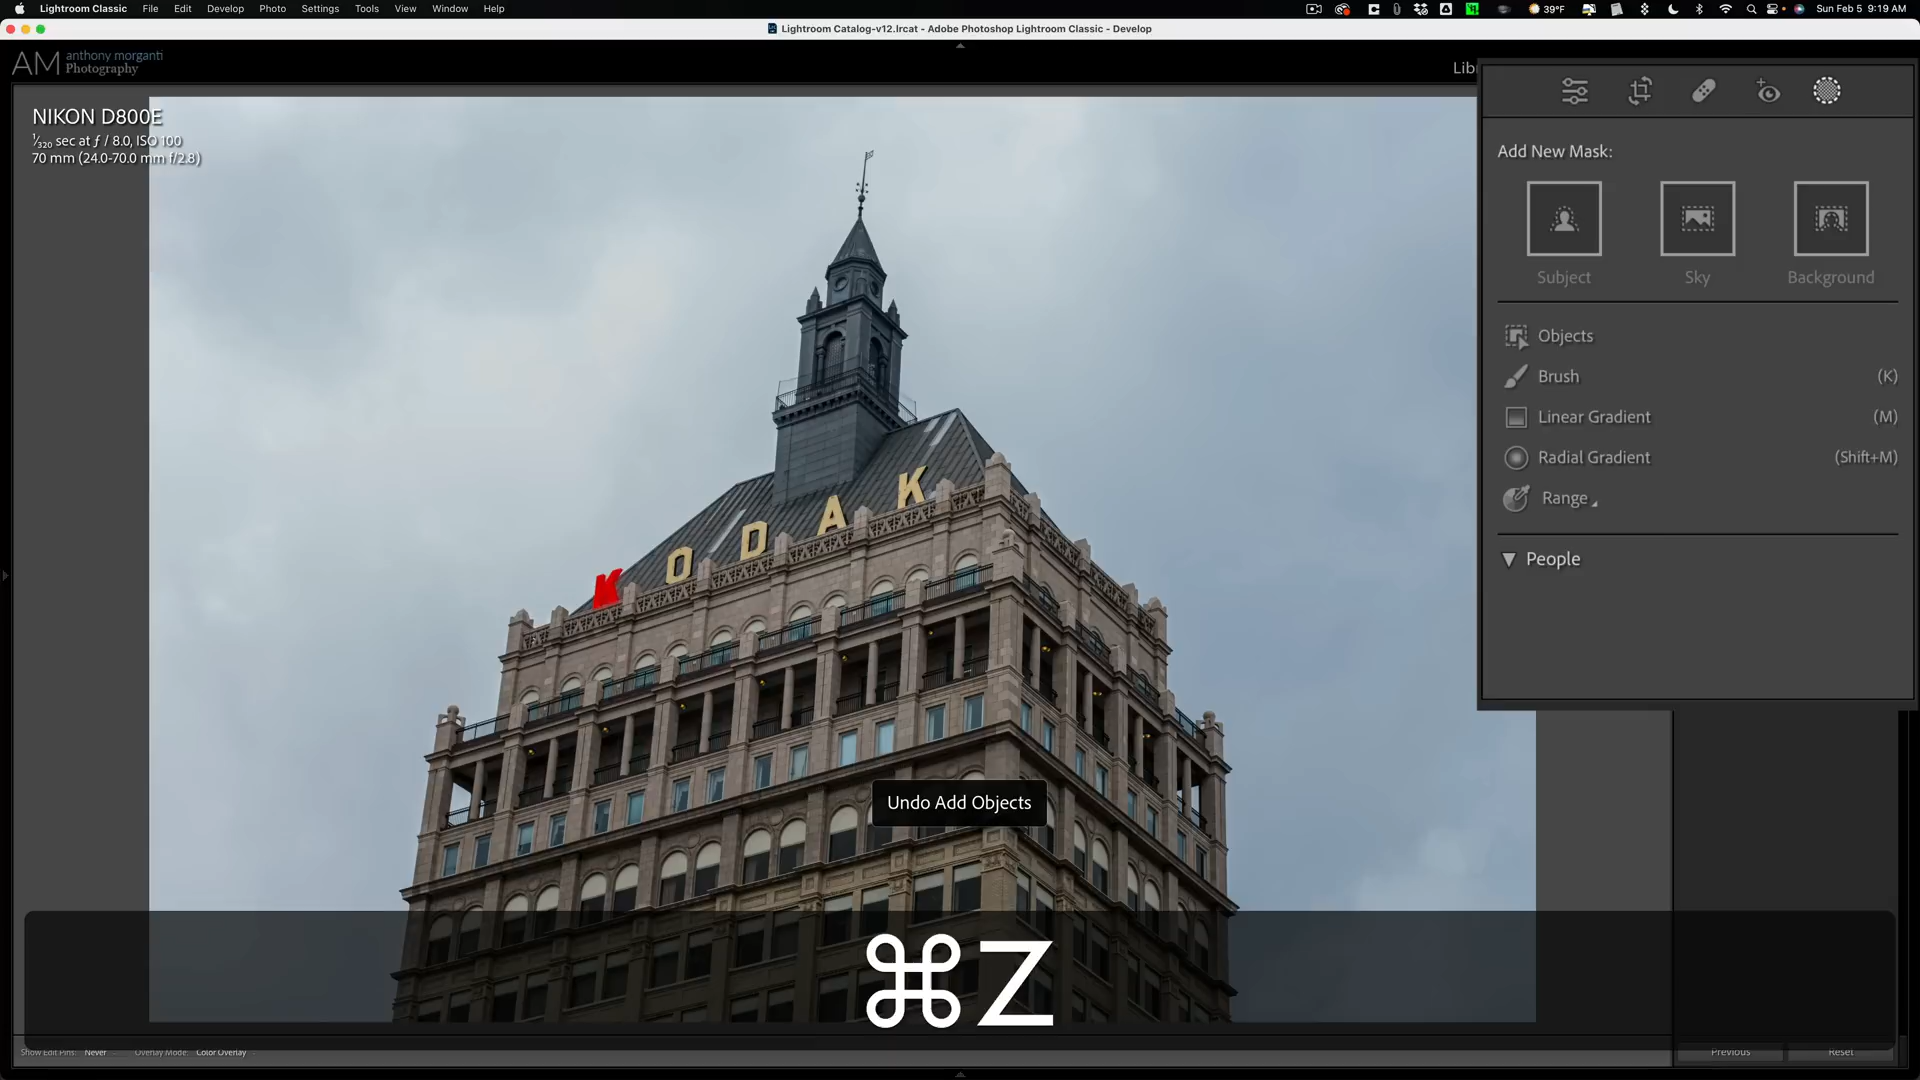 Lightroom Classic File Edit Develop Photo Settings Tools View Window Help 39°F Sun Feb 5 9:19 AM
Lightroom Catalog-v12.lrcat - Adobe Photoshop Lightroom Classic - Develop
AM anthony morganti
Photography
Lib
NIKON D800E
1/320 sec at ƒ / 8.0, ISO 100
70 mm (24.0-70.0 mm f/2.8)
Add New Mask:
Subject Sky Background
Objects
Brush (K)
Linear Gradient (M)
Radial Gradient (Shift+M)
Range
People
K O D A K
Undo Add Objects
⌘Z
Show Edit Pins: Never Overlay Mode: Color Overlay Previous Reset